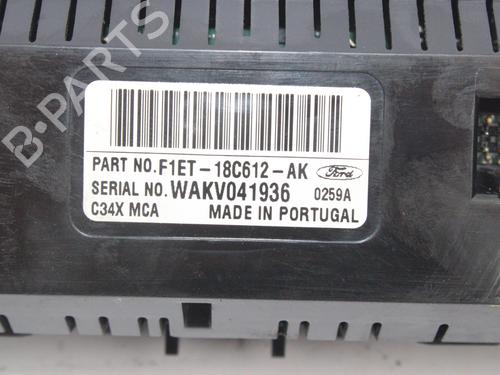 B-PARTS
PART NO. F1ET-18C612-AK Ford
SERIAL NO. WAKV041936 0259A
C34X MCA MADE IN PORTUGAL